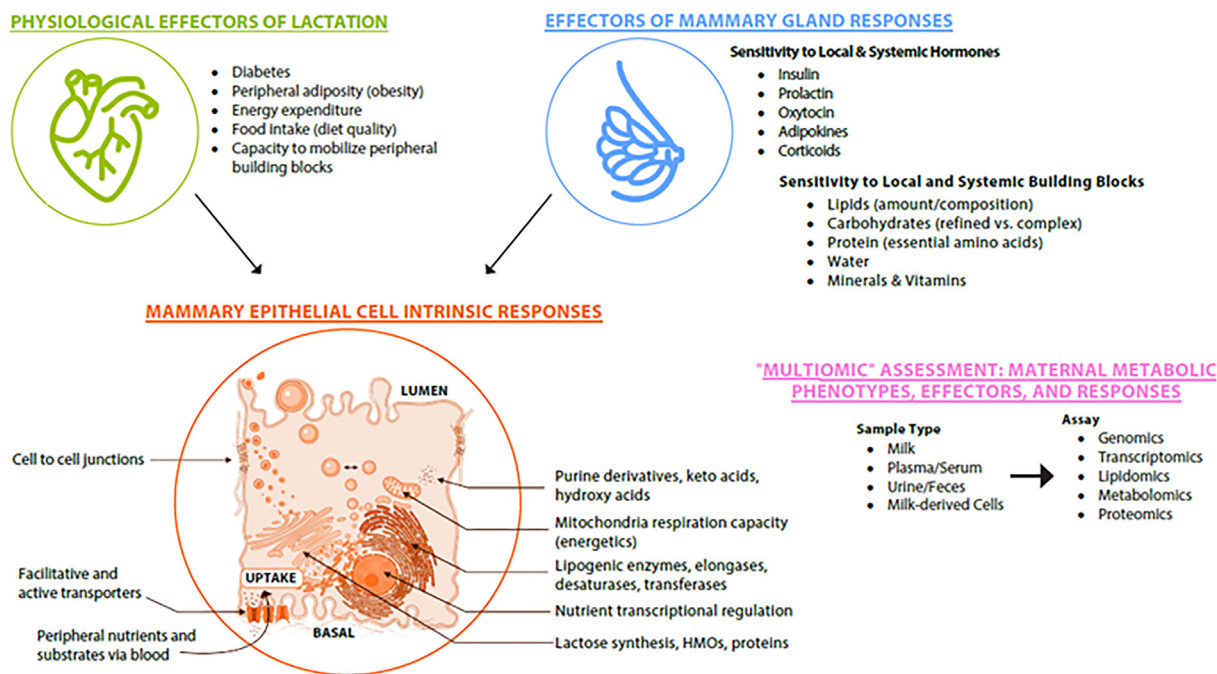 PHYSIOLOGICAL EFFECTORS OF LACTATION
• Diabetes
• Peripheral adiposity (obesity)
• Energy expenditure
• Food intake (diet quality)
• Capacity to mobilize peripheral
building blocks
EFFECTORS OF MAMMARY GLAND RESPONSES
Sensitivity to Local & Systemic Hormones
• Insulin
• Prolactin
• Oxytocin
• Adipokines
• Corticoids
Sensitivity to Local and Systemic Building Blocks
• Lipids (amount/composition)
• Carbohydrates (refined vs. complex)
• Protein (essential amino acids)
• Water
• Minerals & Vitamins
MAMMARY EPITHELIAL CELL INTRINSIC RESPONSES
LUMEN
Cell to cell junctions
Facilitative and
active transporters
Peripheral nutrients and
substrates via blood
UPTAKE
BASAL
Purine derivatives, keto acids,
hydroxy acids
Mitochondria respiration capacity
(energetics)
Lipogenic enzymes, elongases,
desaturases, transferases
Nutrient transcriptional regulation
Lactose synthesis, HMOs, proteins
"MULTIOMIC" ASSESSMENT: MATERNAL METABOLIC
PHENOTYPES, EFFECTORS, AND RESPONSES
Sample Type
• Milk
• Plasma/Serum
• Urine/Feces
• Milk-derived Cells
Assay
• Genomics
• Transcriptomics
• Lipidomics
• Metabolomics
• Proteomics